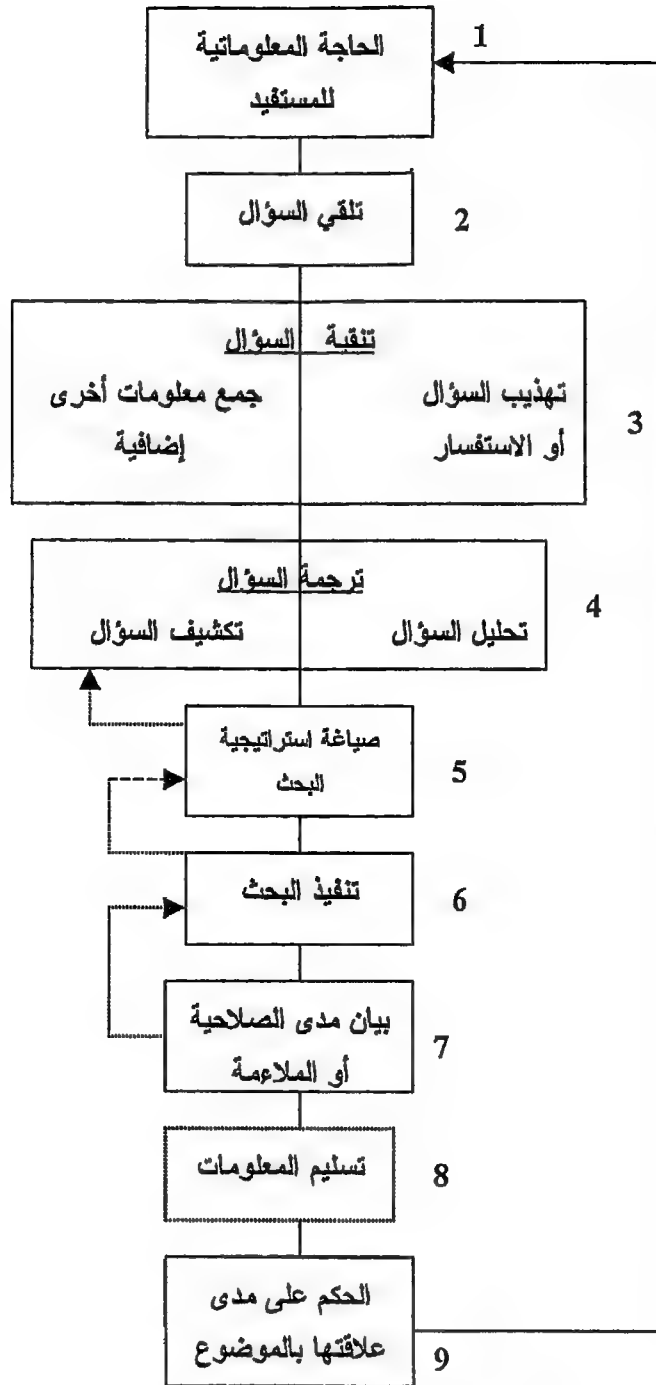 الحاجة المعلوماتية 1
للمستفيد
تلقي السؤال 2
تنقية السؤال
تهذيب السؤال جمع معلومات أخرى
أو الاستفسار إضافية
3
ترجمة السؤال
تحليل السؤال تكشيف السؤال
4
صياغة استراتيجية
البحث
5
تنفيذ البحث 6
بيان مدى الصلاحية
أو الملاءمة
7
تسليم المعلومات 8
الحكم على مدى
علاقتها بالموضوع 9